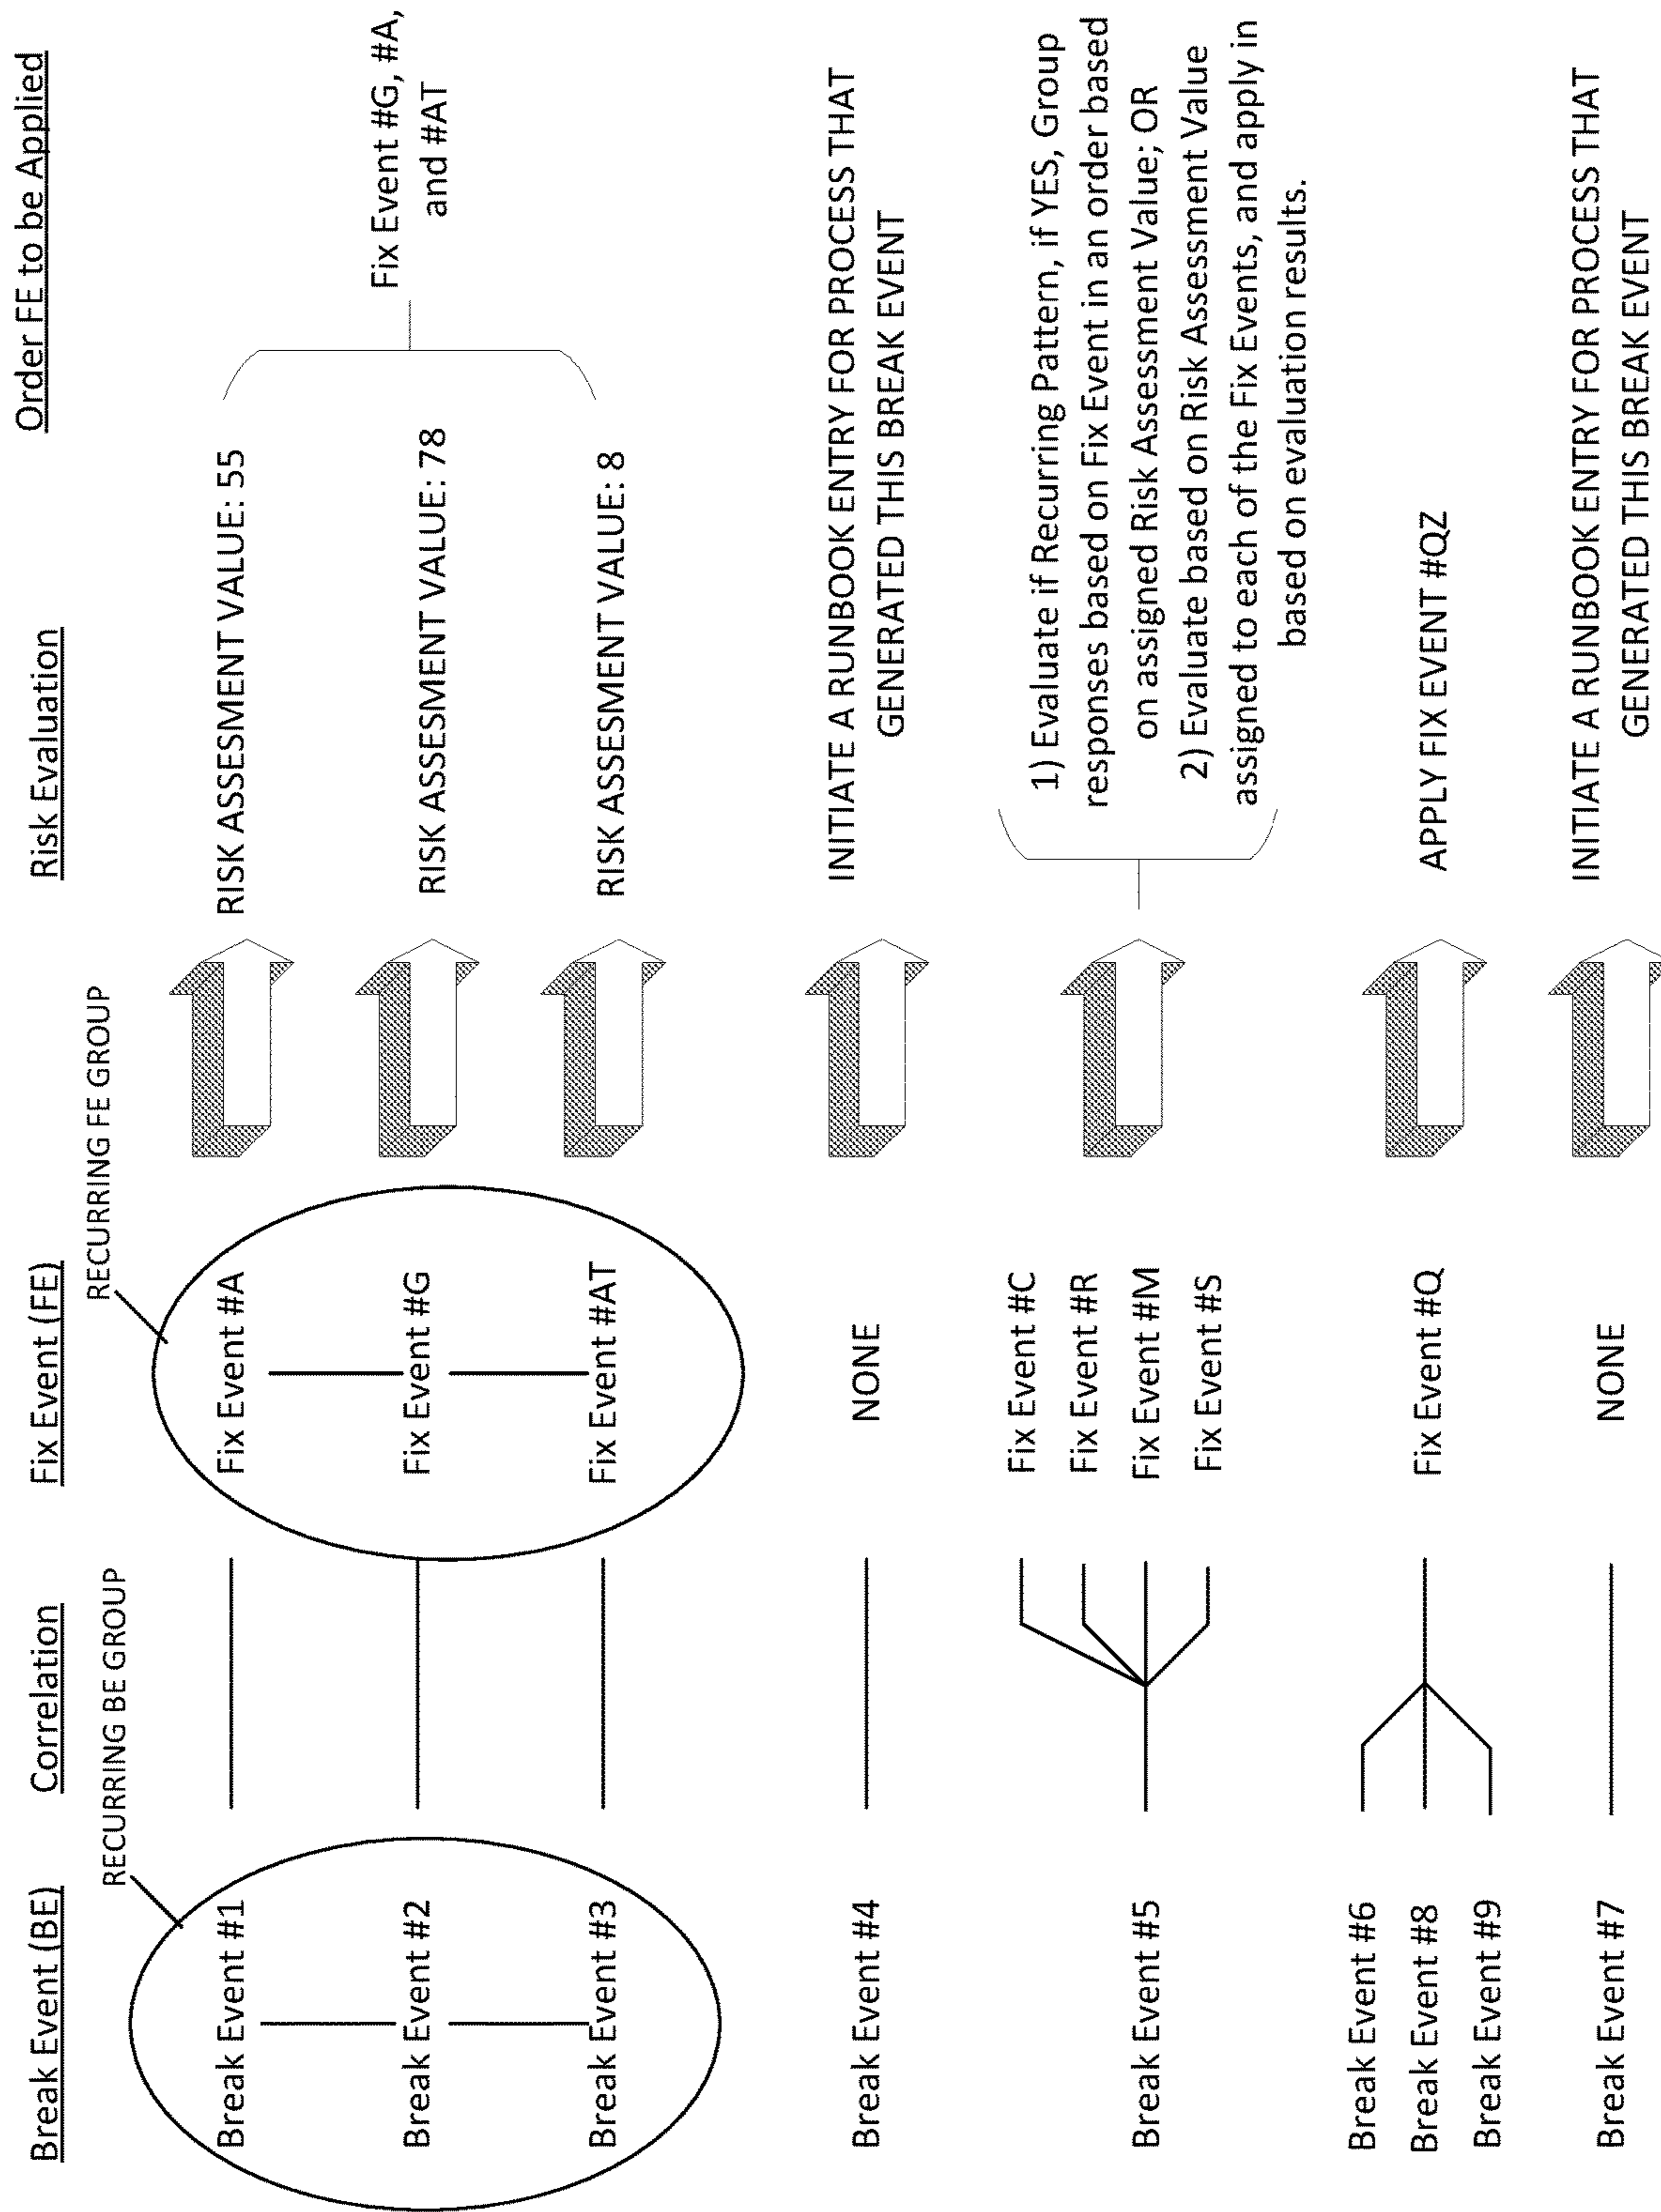 Break Event (BE)
Correlation
Fix Event (FE)
Risk Evaluation
Order FE to be Applied
RECURRING BE GROUP
RECURRING FE GROUP
Break Event #1
Fix Event #A
RISK ASSESMENT VALUE: 55
Break Event #2
Fix Event #G
RISK ASSESMENT VALUE: 78
Fix Event #G, #A,
and #AT
Break Event #3
Fix Event #AT
RISK ASSESMENT VALUE: 8
Break Event #4
NONE
INITIATE A RUNBOOK ENTRY FOR PROCESS THAT
GENERATED THIS BREAK EVENT
Break Event #5
Fix Event #C
Fix Event #R
Fix Event #M
Fix Event #S
1) Evaluate if Recurring Pattern, if YES, Group
responses based on Fix Event in an order based
on assigned Risk Assessment Value; OR
2) Evaluate based on Risk Assessment Value
assigned to each of the Fix Events, and apply in
based on evaluation results.
Break Event #6
Break Event #8
Break Event #9
Fix Event #Q
APPLY FIX EVENT #QZ
Break Event #7
NONE
INITIATE A RUNBOOK ENTRY FOR PROCESS THAT
GENERATED THIS BREAK EVENT